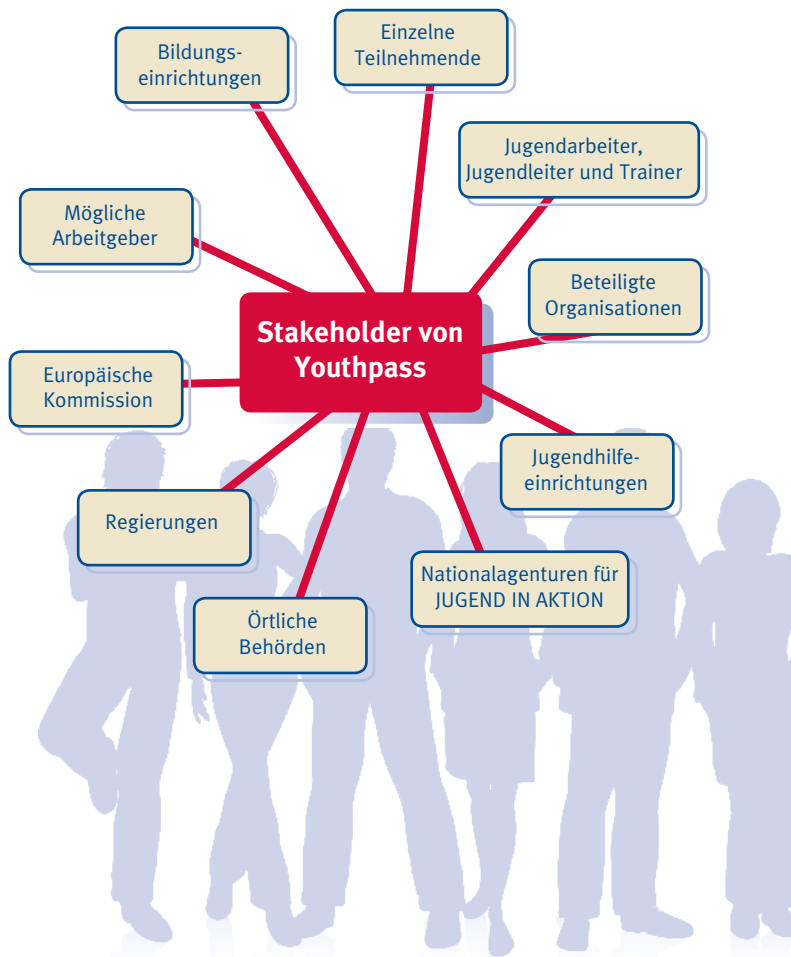 Einzelne
Teilnehmende
Bildungs-
einrichtungen
Jugendarbeiter,
Jugendleiter und Trainer
Mögliche
Arbeitgeber
Beteiligte
Organisationen
Stakeholder von
Youthpass
Europäische
Kommission
Jugendhilfe-
einrichtungen
Regierungen
Nationalagenturen für
JUGEND IN AKTION
Örtliche
Behörden